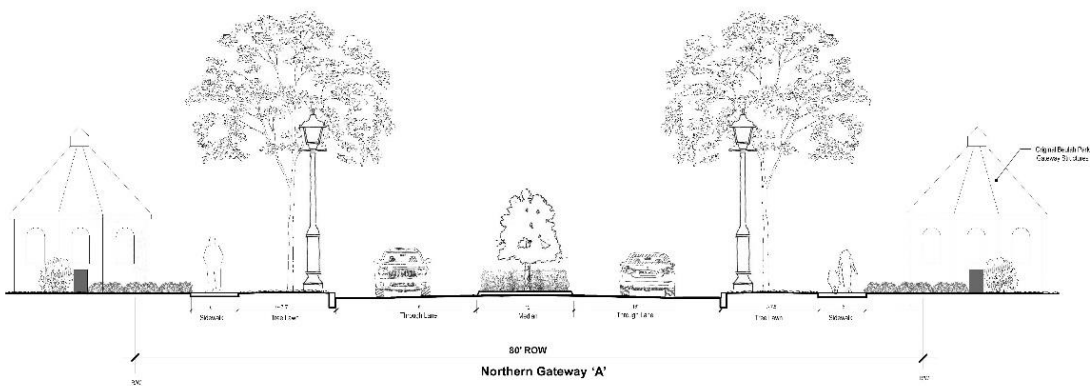 Original Beulah Park
Gateway Structures
Sidewalk
Tree Lawn
Through Lane
Median
Through Lane
Tree Lawn
Sidewalk
80' ROW
Northern Gateway 'A'